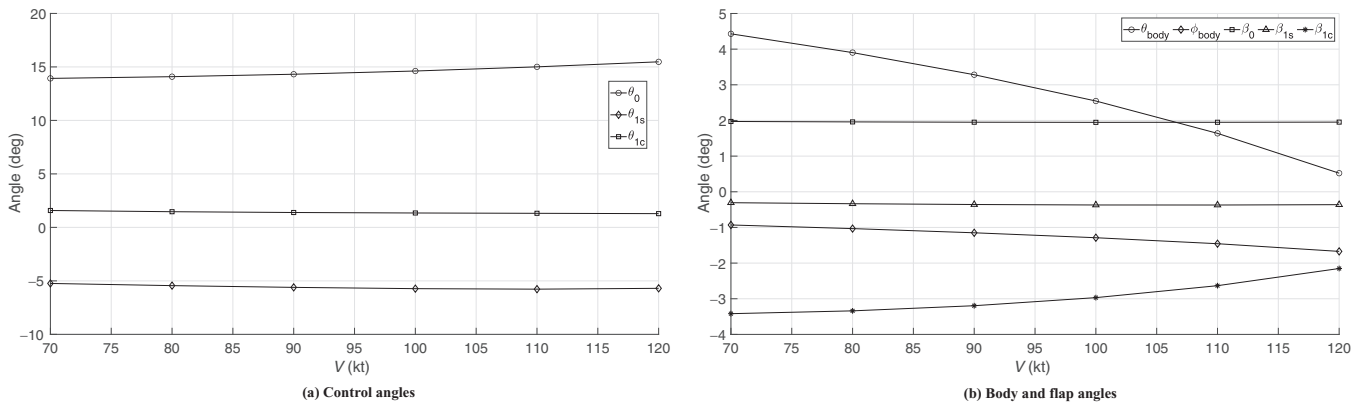 20
15
10
5
0
−5
−10
Angle (deg)
70 75 80 85 90 95 100 105 110 115 120
V (kt)
θ0
θ1s
θ1c
(a) Control angles
5
4
3
2
1
0
−1
−2
−3
−4
Angle (deg)
70 75 80 85 90 95 100 105 110 115 120
V (kt)
θbody ϕbody β0 β1s β1c
(b) Body and flap angles